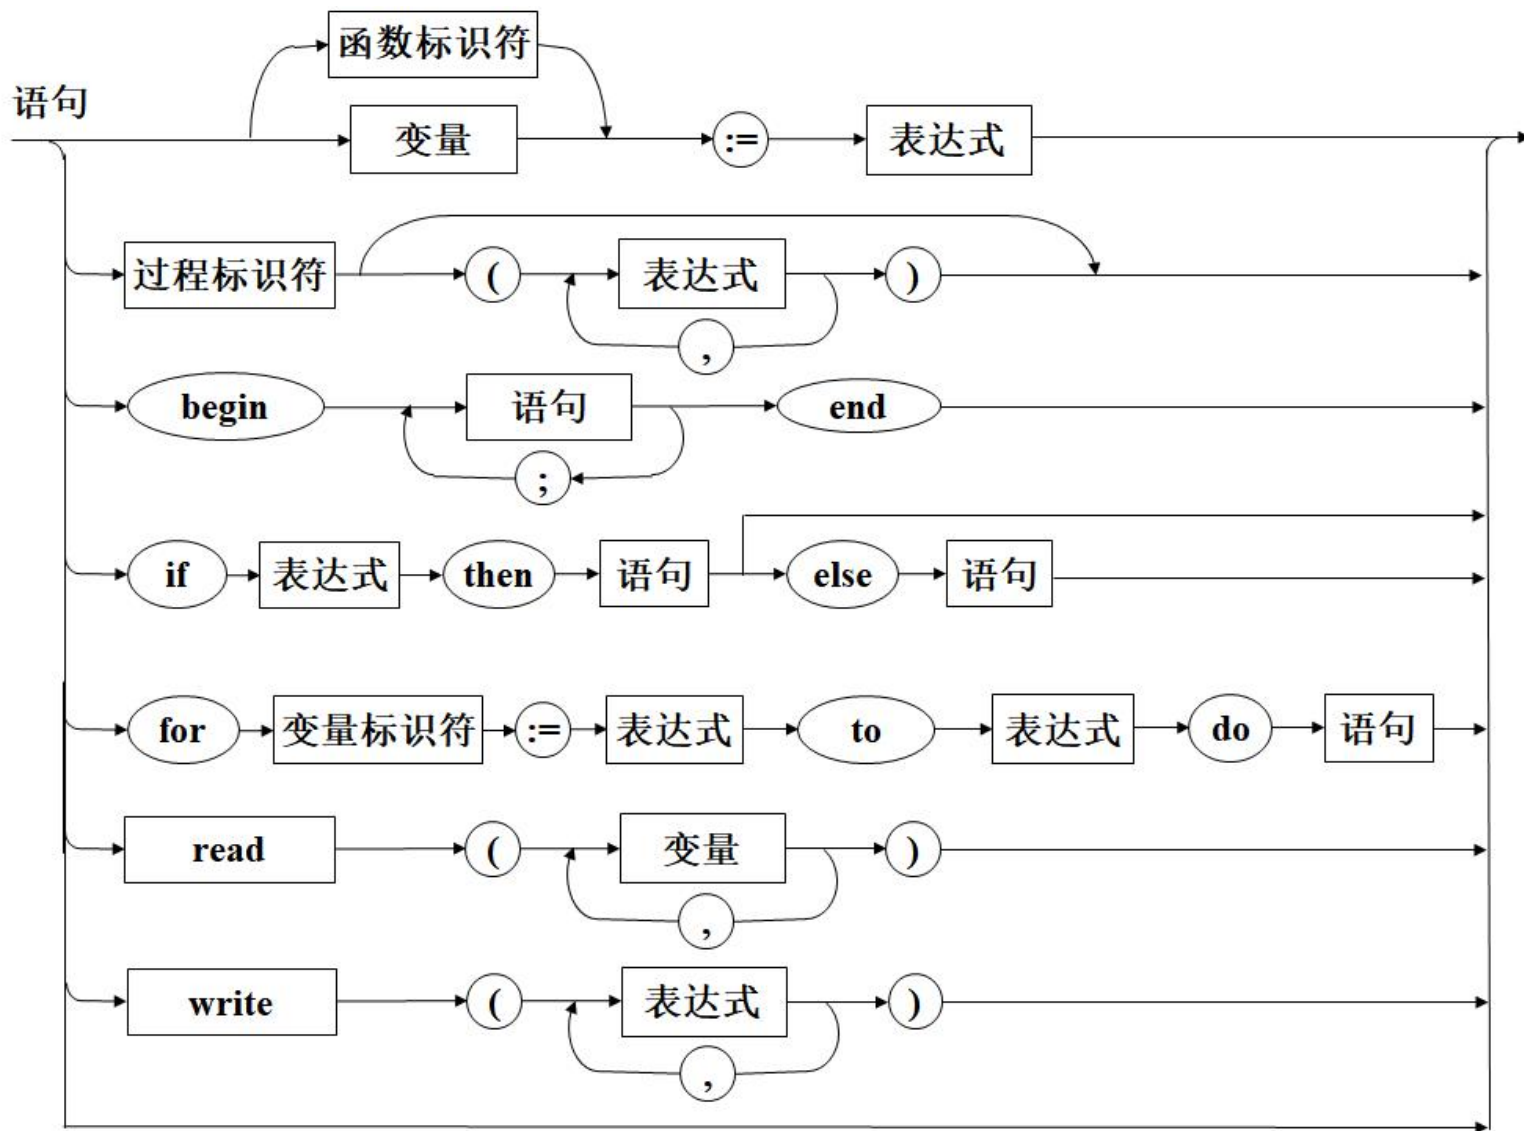 函数标识符
语句
变量 := 表达式
过程标识符 ( 表达式 )
,
begin 语句 end
;
if 表达式 then 语句 else 语句
for 变量标识符 := 表达式 to 表达式 do 语句
read ( 变量 )
,
write ( 表达式 )
,